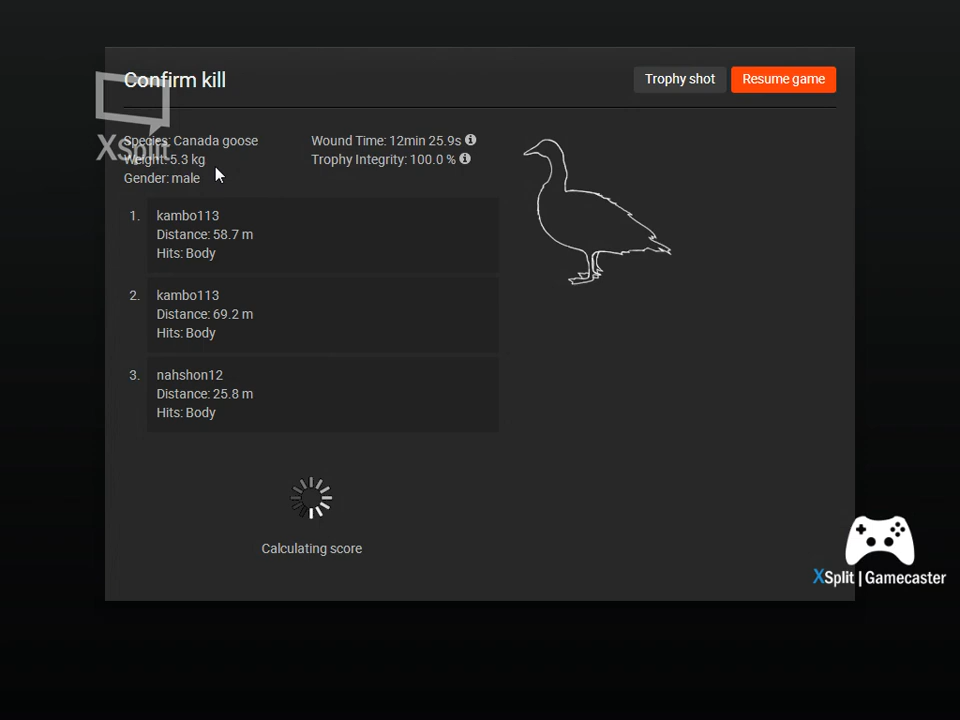 Confirm kill
Trophy shot
Resume game
XSplit
Species: Canada goose
Weight: 5.3 kg
Gender: male
Wound Time: 12min 25.9s
Trophy Integrity: 100.0 %
1. kambo113
Distance: 58.7 m
Hits: Body
2. kambo113
Distance: 69.2 m
Hits: Body
3. nahshon12
Distance: 25.8 m
Hits: Body
Calculating score
XSplit | Gamecaster